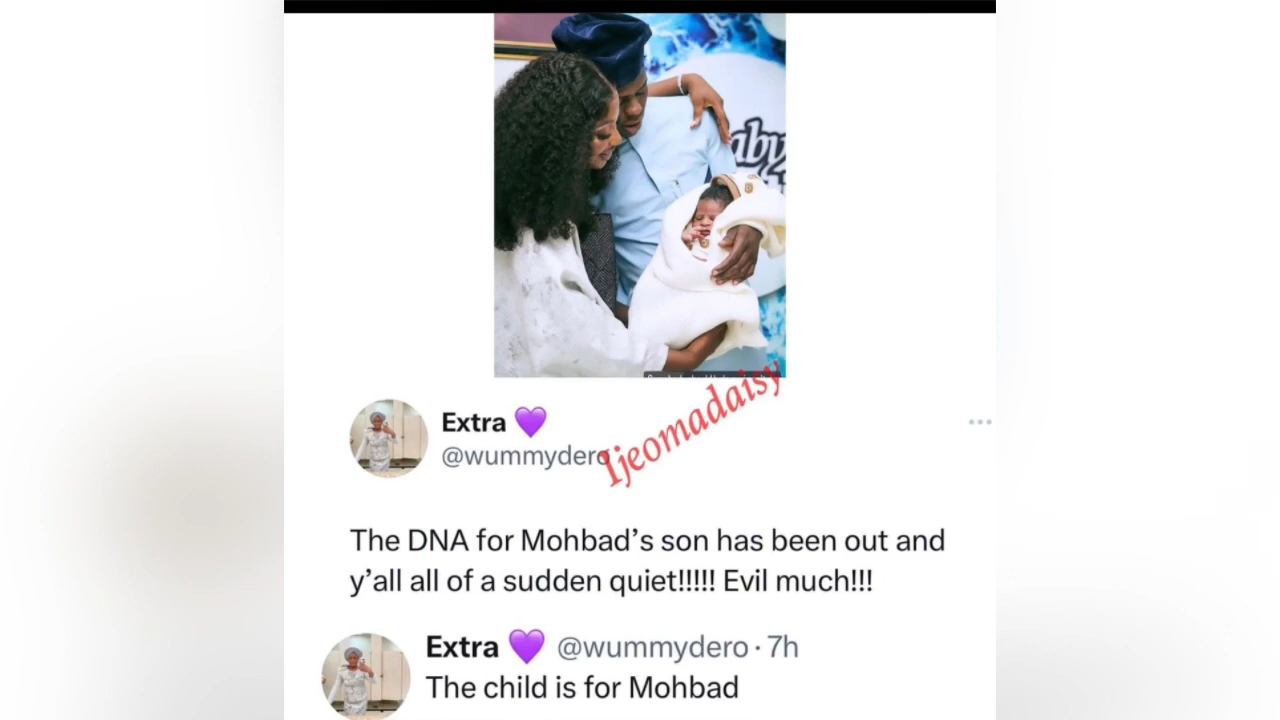 aby
Extra 💜
@wummydero
Ijeomadaisy
The DNA for Mohbad’s son has been out and
y’all all of a sudden quiet!!!!! Evil much!!!
Extra 💜 @wummydero · 7h
The child is for Mohbad